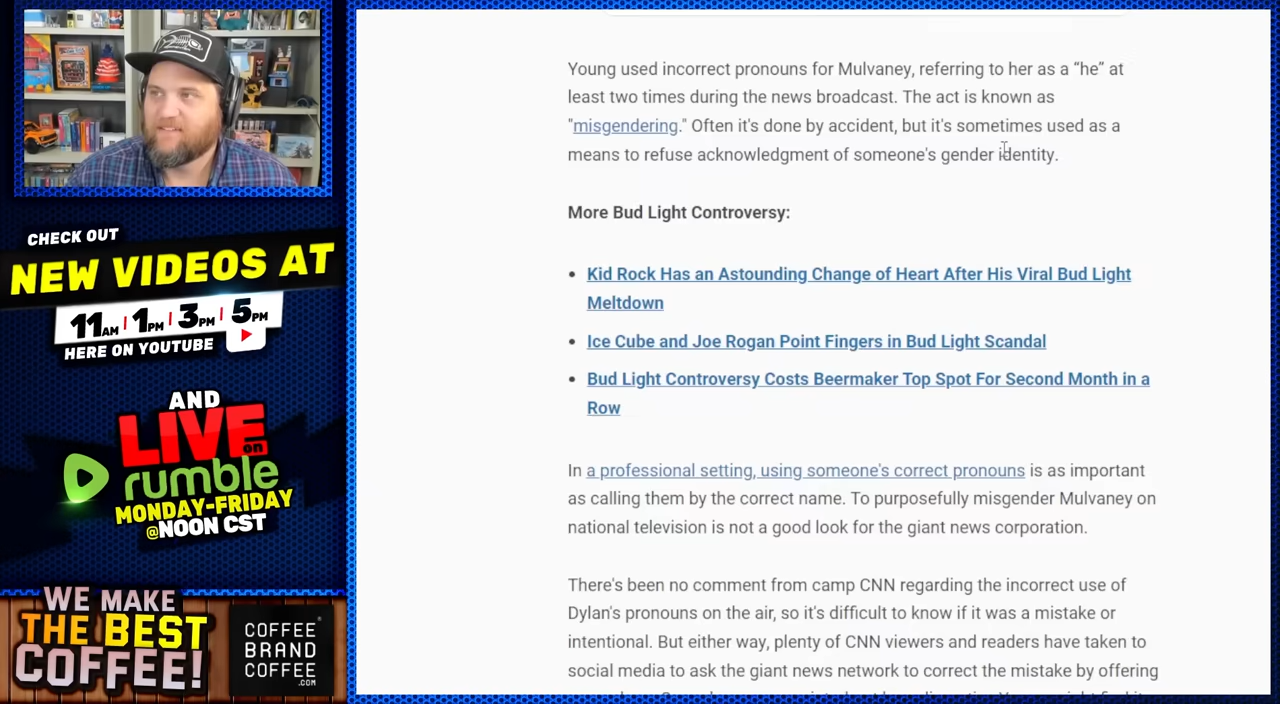 CHECK OUT
NEW VIDEOS AT
11AM | 1PM | 3PM | 5PM
HERE ON YOUTUBE
AND
LIVE on
rumble
MONDAY-FRIDAY
@NOON CST
WE MAKE
THE BEST
COFFEE!
COFFEE
BRAND
COFFEE
.COM
Young used incorrect pronouns for Mulvaney, referring to her as a “he” at
least two times during the news broadcast. The act is known as
"misgendering." Often it's done by accident, but it's sometimes used as a
means to refuse acknowledgment of someone's gender identity.
More Bud Light Controversy:
• Kid Rock Has an Astounding Change of Heart After His Viral Bud Light
Meltdown
• Ice Cube and Joe Rogan Point Fingers in Bud Light Scandal
• Bud Light Controversy Costs Beermaker Top Spot For Second Month in a
Row
In a professional setting, using someone's correct pronouns is as important
as calling them by the correct name. To purposefully misgender Mulvaney on
national television is not a good look for the giant news corporation.
There's been no comment from camp CNN regarding the incorrect use of
Dylan's pronouns on the air, so it's difficult to know if it was a mistake or
intentional. But either way, plenty of CNN viewers and readers have taken to
social media to ask the giant news network to correct the mistake by offering